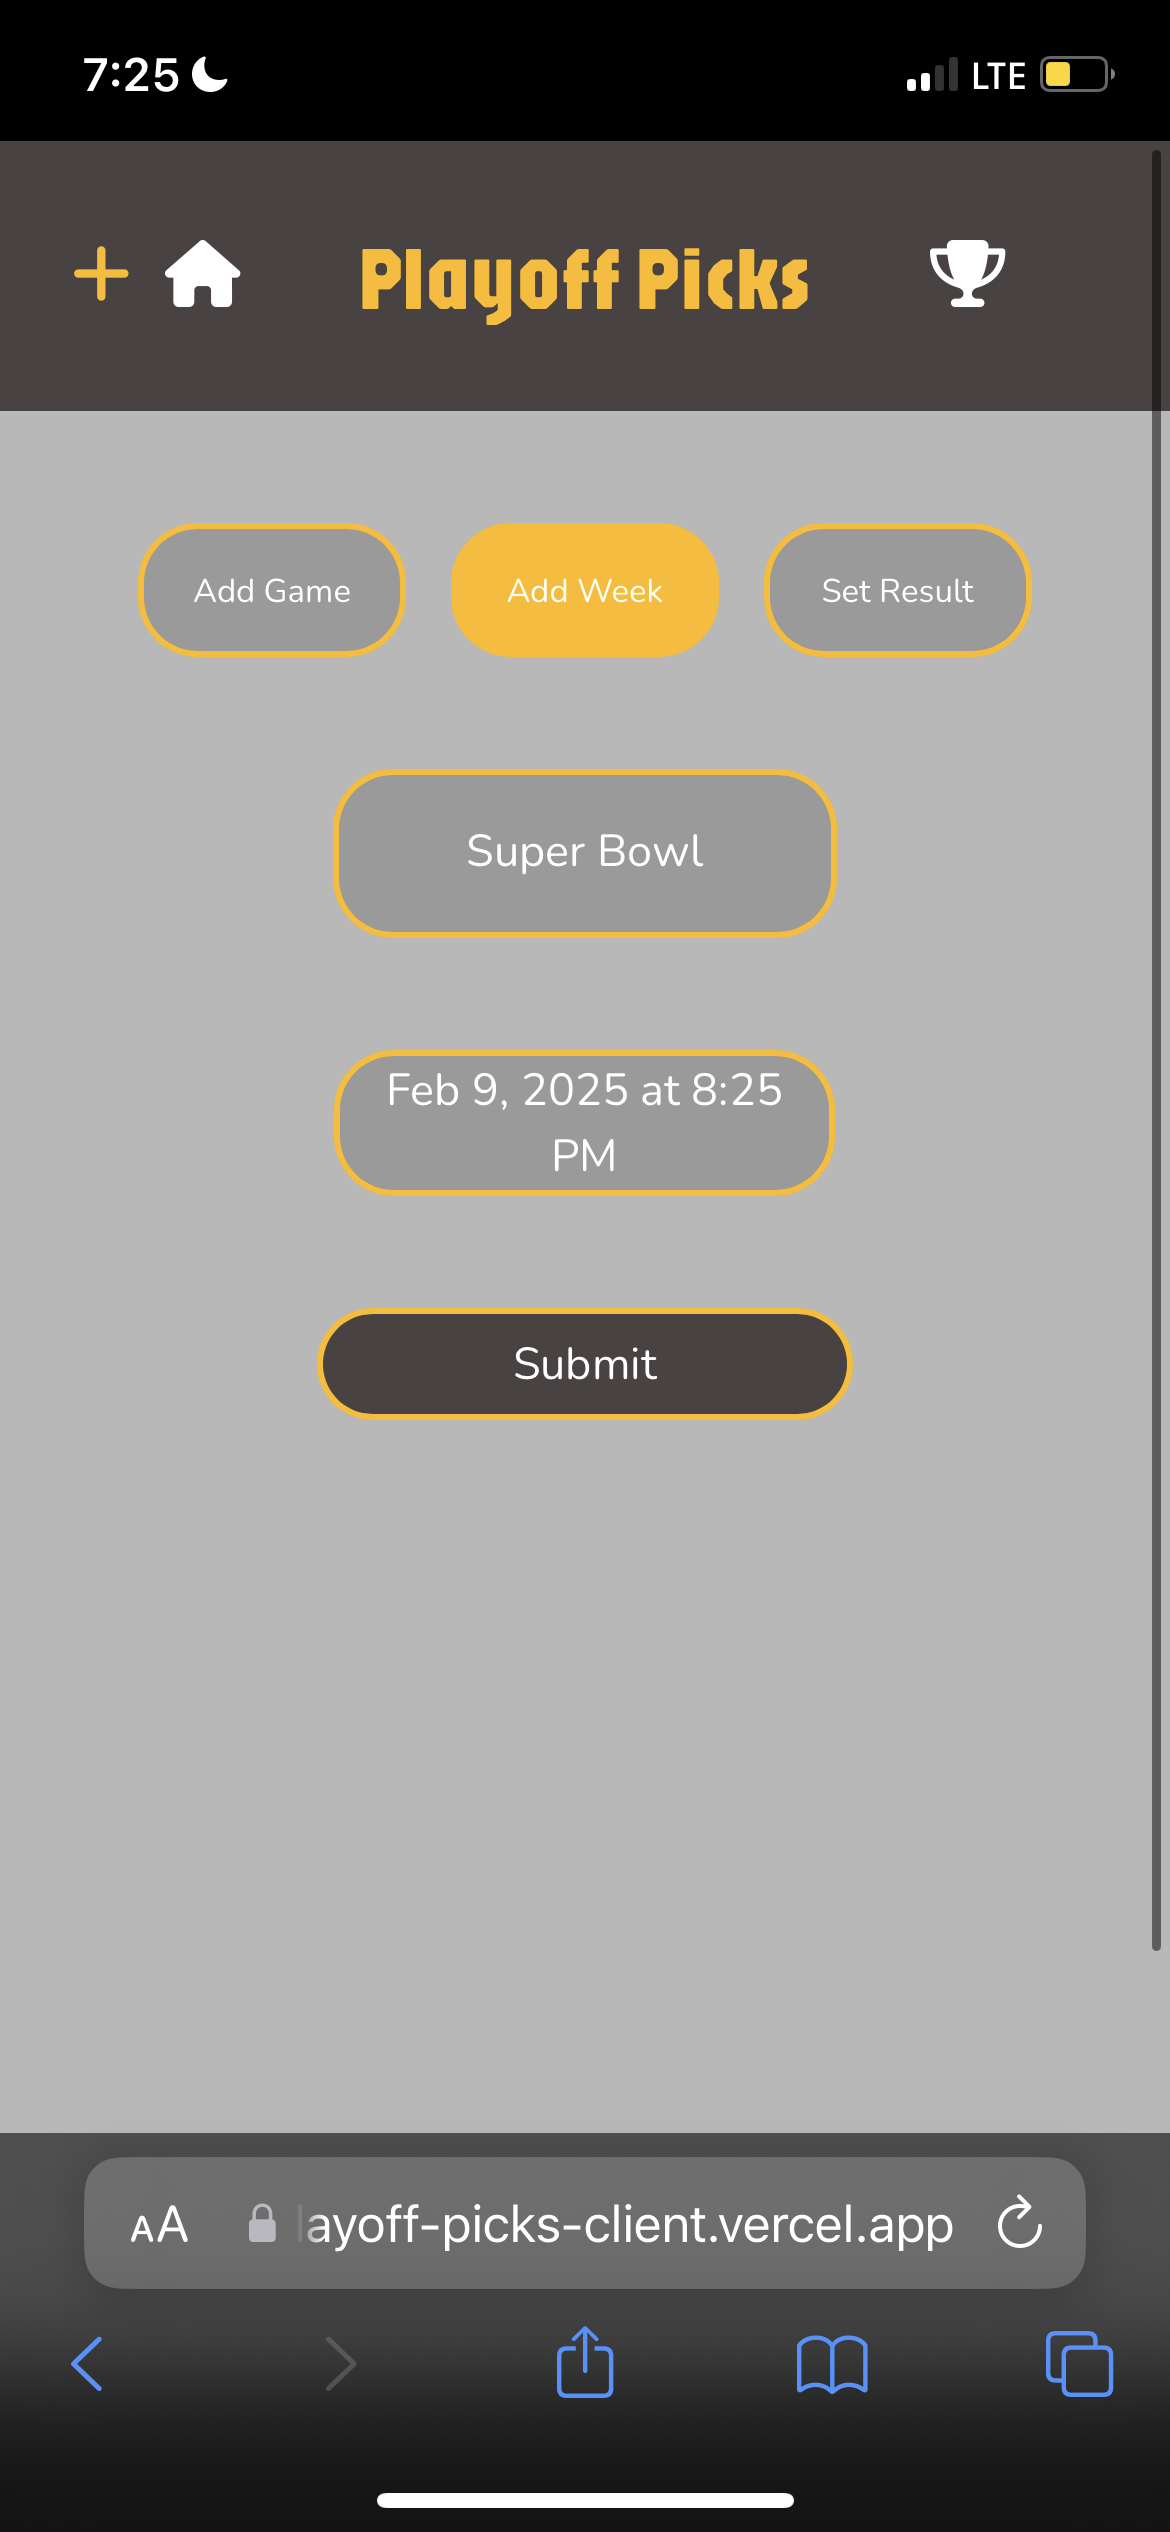 7:25 LTE
Playoff Picks
Add Game Add Week Set Result
Super Bowl
Feb 9, 2025 at 8:25
PM
Submit
AA layoff-picks-client.vercel.app